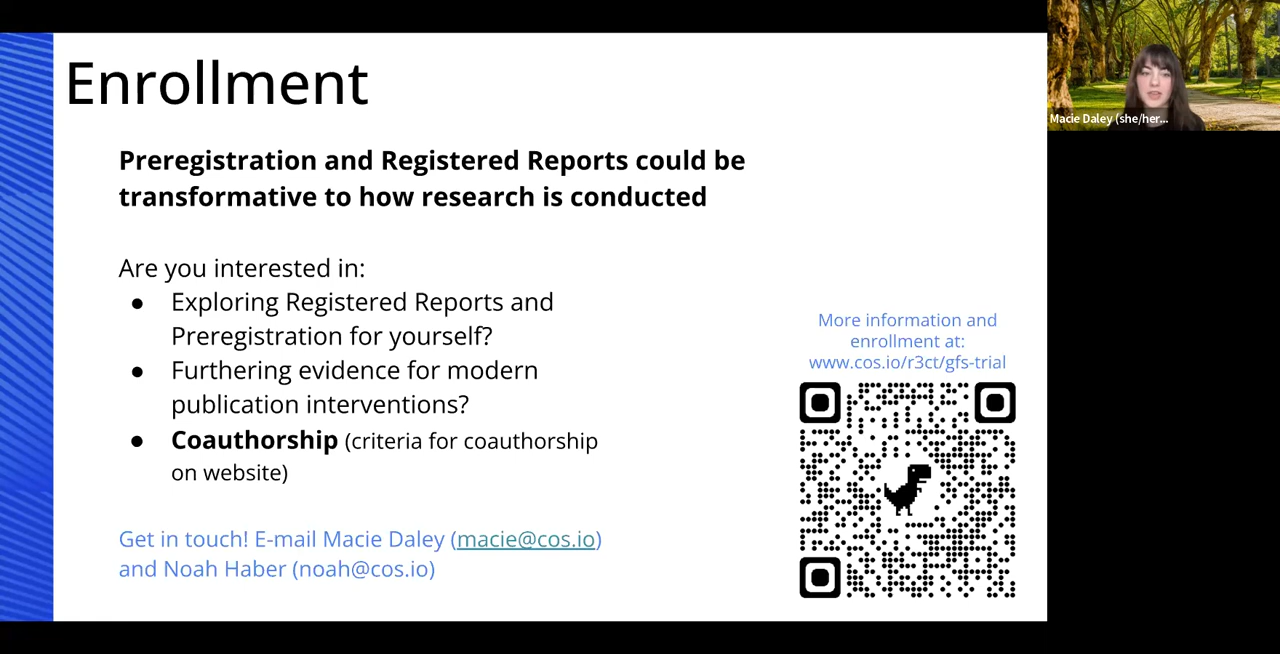 Enrollment
Preregistration and Registered Reports could be
transformative to how research is conducted
Are you interested in:
● Exploring Registered Reports and
Preregistration for yourself?
● Furthering evidence for modern
publication interventions?
● Coauthorship (criteria for coauthorship
on website)
Get in touch! E-mail Macie Daley (macie@cos.io)
and Noah Haber (noah@cos.io)
More information and
enrollment at:
www.cos.io/r3ct/gfs-trial
Macie Daley (she/her...